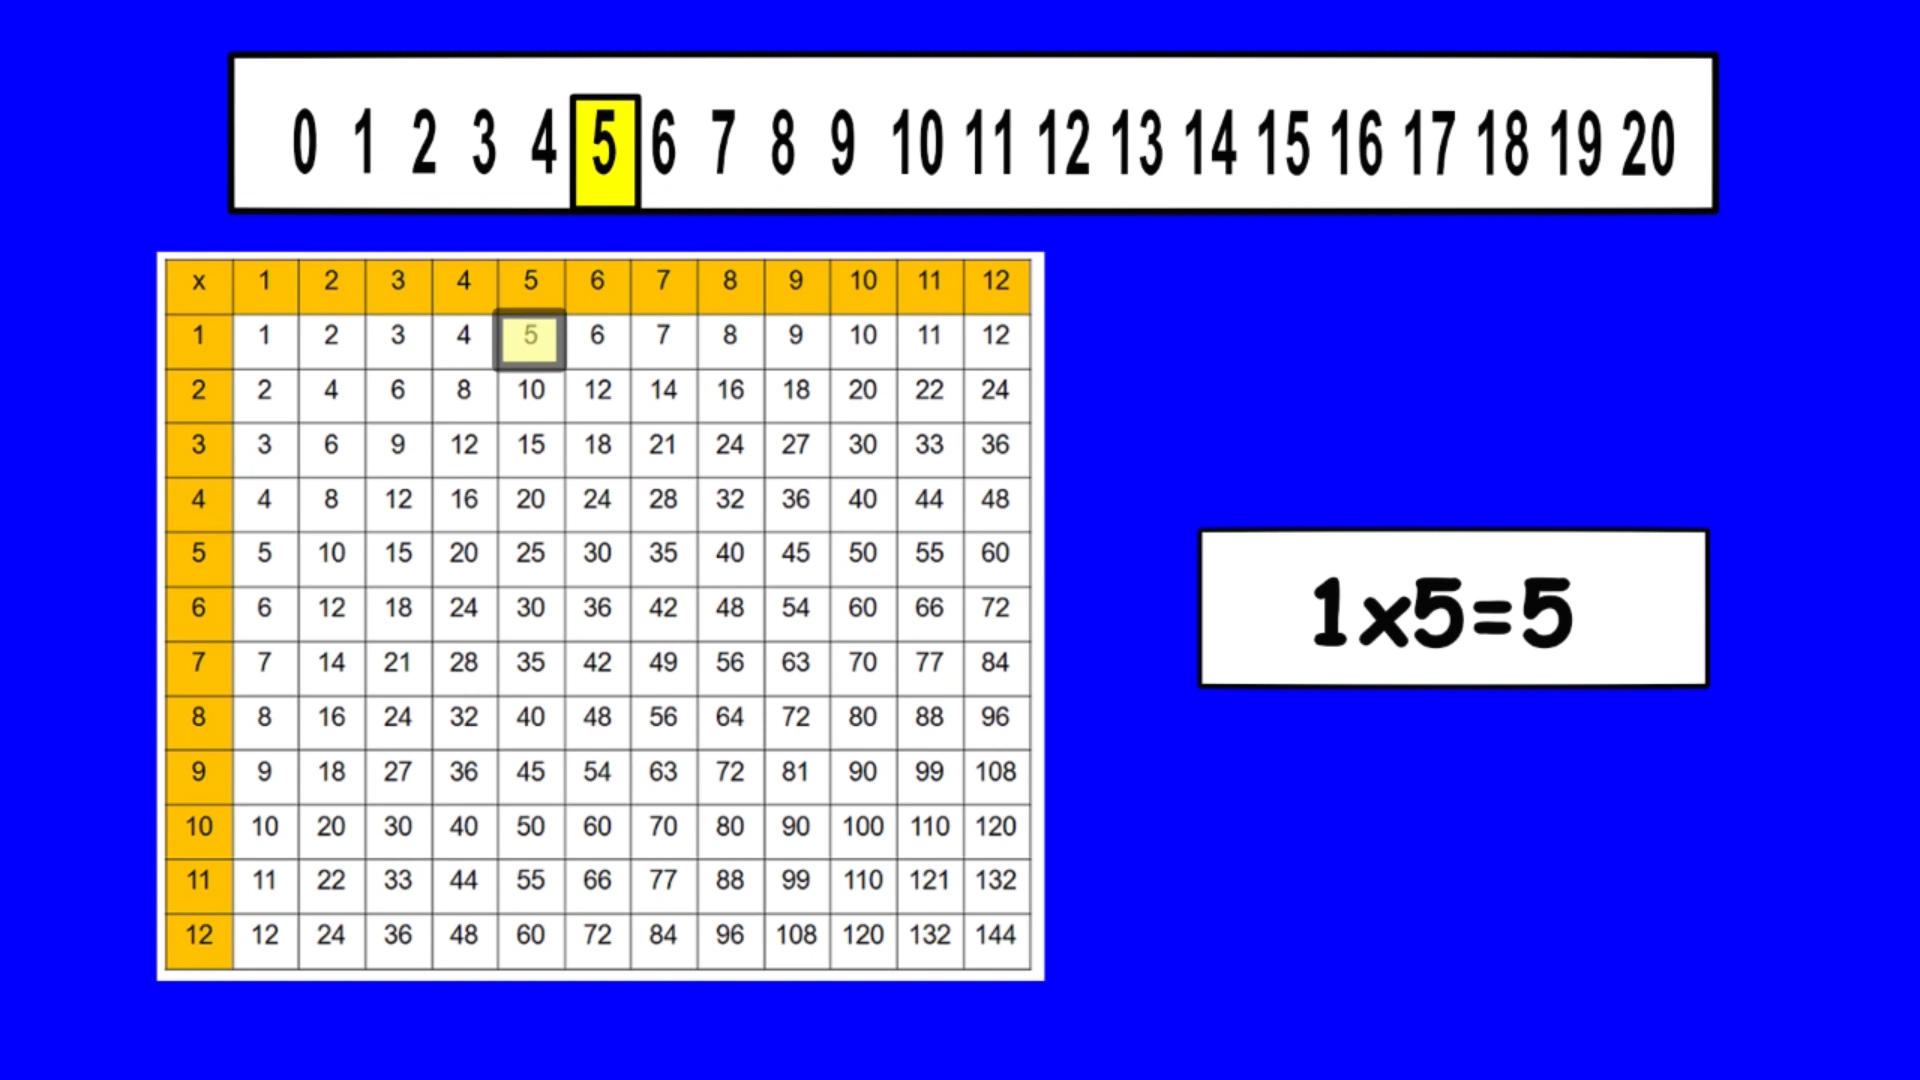 0 1 2 3 4 5 6 7 8 9 10 11 12 13 14 15 16 17 18 19 20
x 1 2 3 4 5 6 7 8 9 10 11 12
1 1 2 3 4 5 6 7 8 9 10 11 12
2 2 4 6 8 10 12 14 16 18 20 22 24
3 3 6 9 12 15 18 21 24 27 30 33 36
4 4 8 12 16 20 24 28 32 36 40 44 48
5 5 10 15 20 25 30 35 40 45 50 55 60
6 6 12 18 24 30 36 42 48 54 60 66 72
7 7 14 21 28 35 42 49 56 63 70 77 84
8 8 16 24 32 40 48 56 64 72 80 88 96
9 9 18 27 36 45 54 63 72 81 90 99 108
10 10 20 30 40 50 60 70 80 90 100 110 120
11 11 22 33 44 55 66 77 88 99 110 121 132
12 12 24 36 48 60 72 84 96 108 120 132 144
1x5=5